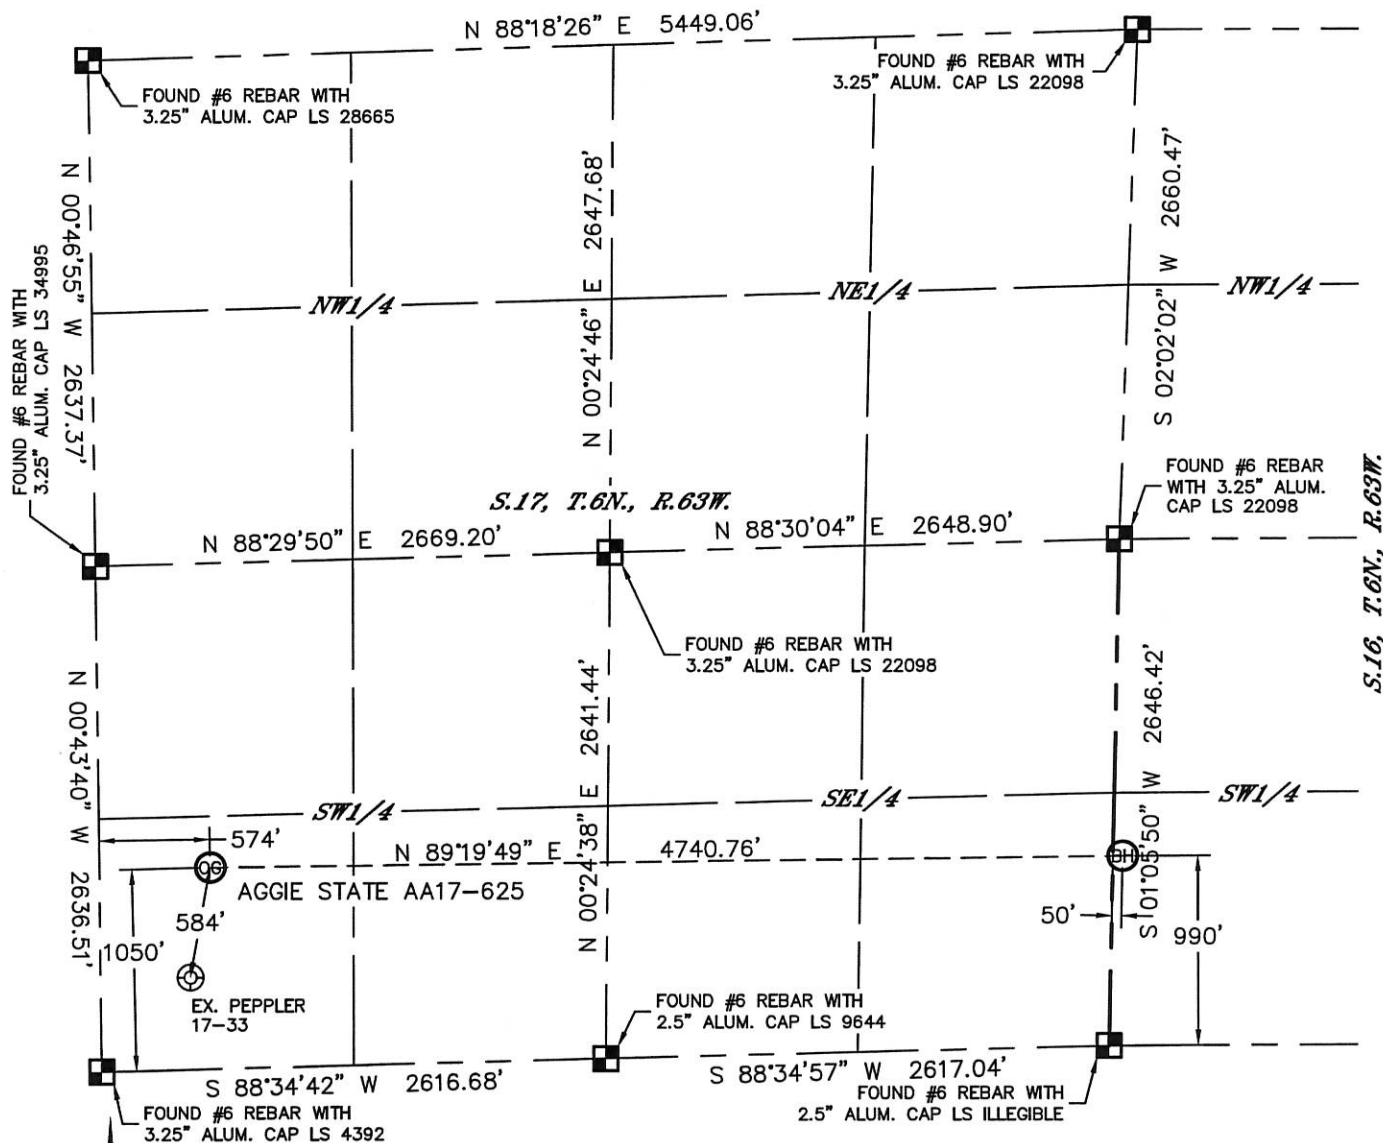 N 88°18'26" E 5449.06'
FOUND #6 REBAR WITH
3.25" ALUM. CAP LS 28665
FOUND #6 REBAR WITH
3.25" ALUM. CAP LS 22098
N 00°46'55" W 2637.37'
N 00°24'46" E 2647.68'
S 02°02'02" W 2660.47'
FOUND #6 REBAR WITH
3.25" ALUM. CAP LS 34995
NW1/4
NE1/4
NW1/4
S.17, T.6N., R.63W.
FOUND #6 REBAR
WITH 3.25" ALUM.
CAP LS 22098
S.16, T.6N., R.63W.
N 88°29'50" E 2669.20'
N 88°30'04" E 2648.90'
FOUND #6 REBAR WITH
3.25" ALUM. CAP LS 22098
N 00°43'40" W 2636.51'
N 00°24'38" E 2641.44'
S 01°05'50" W 2646.42'
SW1/4
SE1/4
SW1/4
574'
N 89°19'49" E 4740.76'
OG
BH
AGGIE STATE AA17-625
584'
1050'
50'
990'
EX. PEPPLER
17-33
FOUND #6 REBAR WITH
2.5" ALUM. CAP LS 9644
S 88°34'42" W 2616.68'
S 88°34'57" W 2617.04'
FOUND #6 REBAR WITH
3.25" ALUM. CAP LS 4392
FOUND #6 REBAR WITH
2.5" ALUM. CAP LS ILLEGIBLE